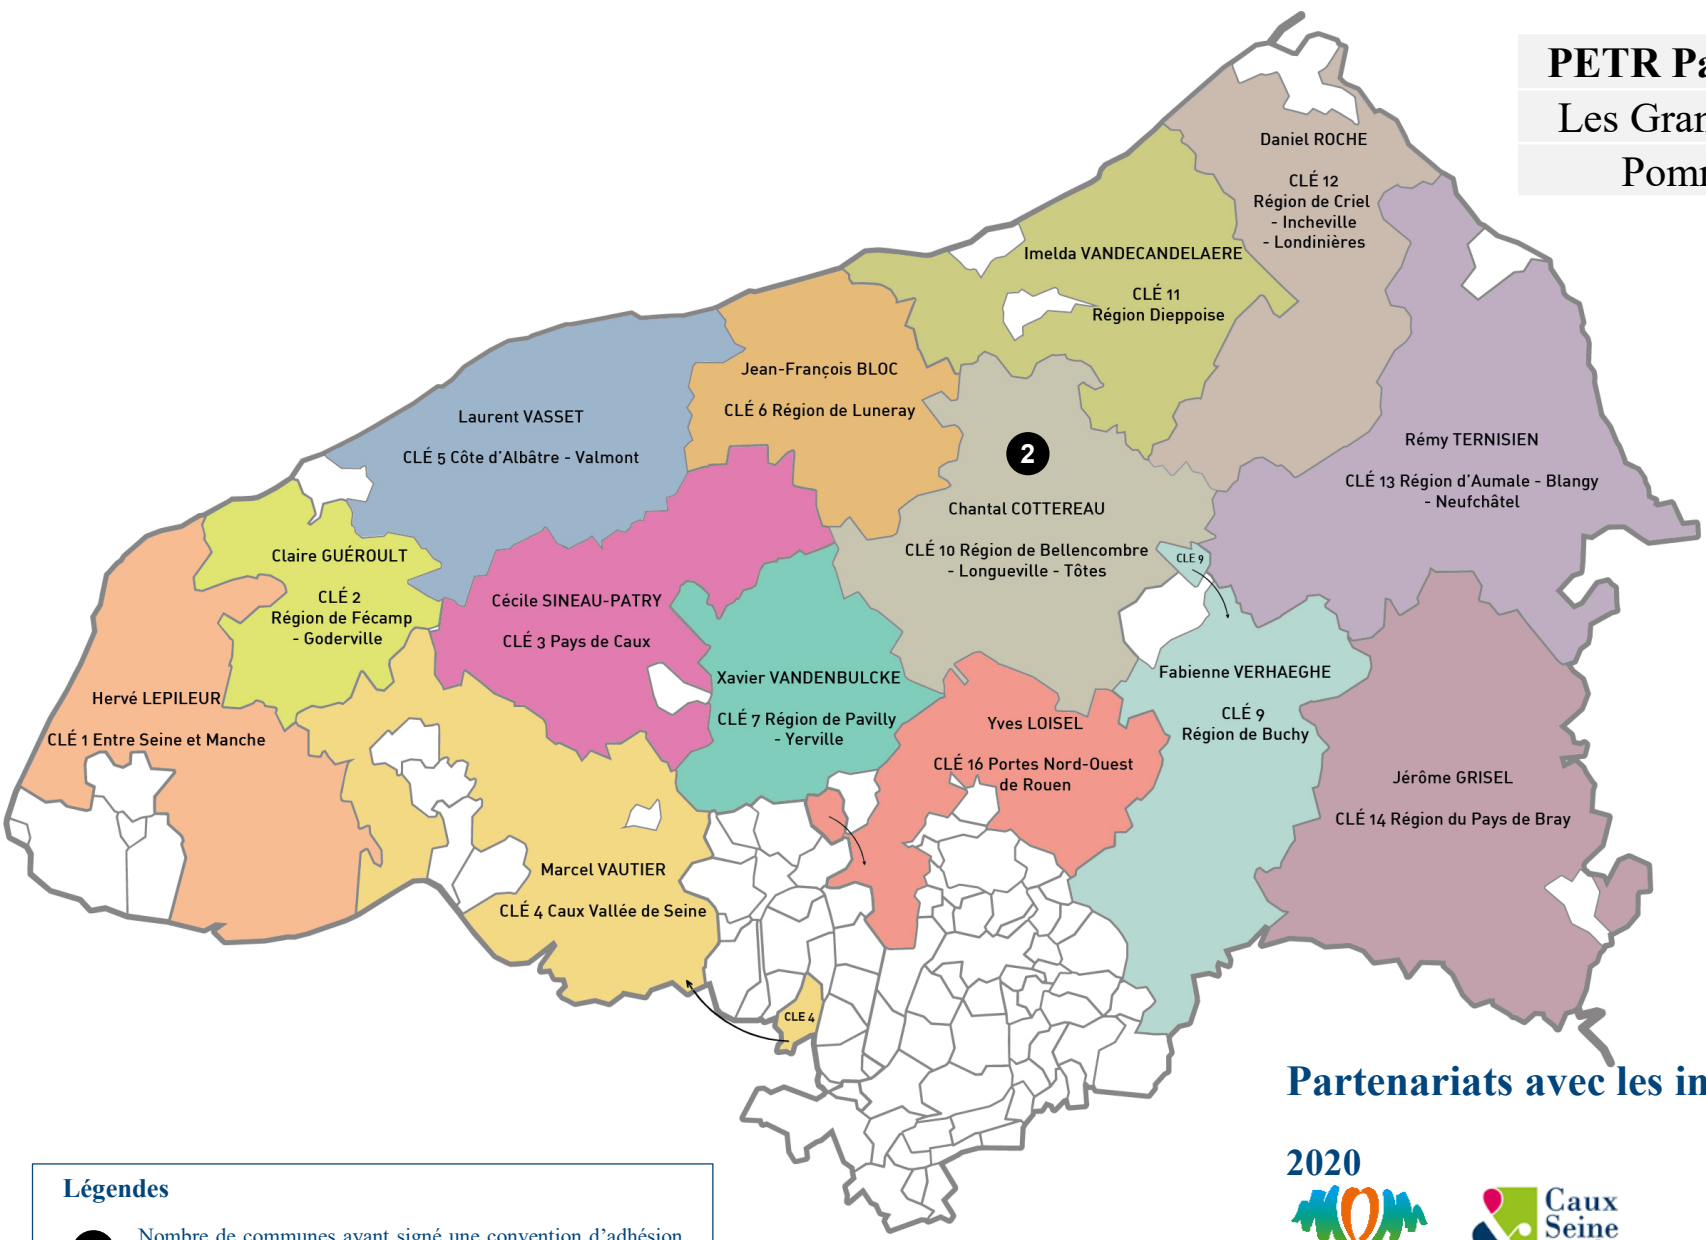 PETR
Les
Daniel ROCHE
CLÉ 12
Région de Criel
- Incheville
- Londinières
Imelda VANDECANDELAERE
CLÉ 11
Région Dieppoise
Jean-François BLOC
CLÉ 6 Région de Luneray
Laurent VASSET
CLÉ 5 Côte d'Albâtre - Valmont
Rémy TERNISIEN
CLÉ 13 Région d'Aumale - Blangy
- Neufchâtel
2
Chantal COTTEREAU
CLÉ 10 Région de Bellencombre
- Longueville - Tôtes
CLE 9
Claire GUÉROULT
CLÉ 2
Région de Fécamp
- Goderville
Cécile SINEAU-PATRY
CLÉ 3 Pays de Caux
Hervé LEPILEUR
CLÉ 1 Entre Seine et Manche
Xavier VANDENBULCKE
CLÉ 7 Région de Pavilly
- Yerville
Yves LOISEL
CLÉ 16 Portes Nord-Ouest
de Rouen
Fabienne VERHAEGHE
CLÉ 9
Région de Buchy
Jérôme GRISEL
CLÉ 14 Région du Pays de Bray
Marcel VAUTIER
CLÉ 4 Caux Vallée de Seine
CLE 4
Partenariats avec les
2020
Caux
Seine
Légendes
Nombre de communes ayant signé une convention d'adhésion